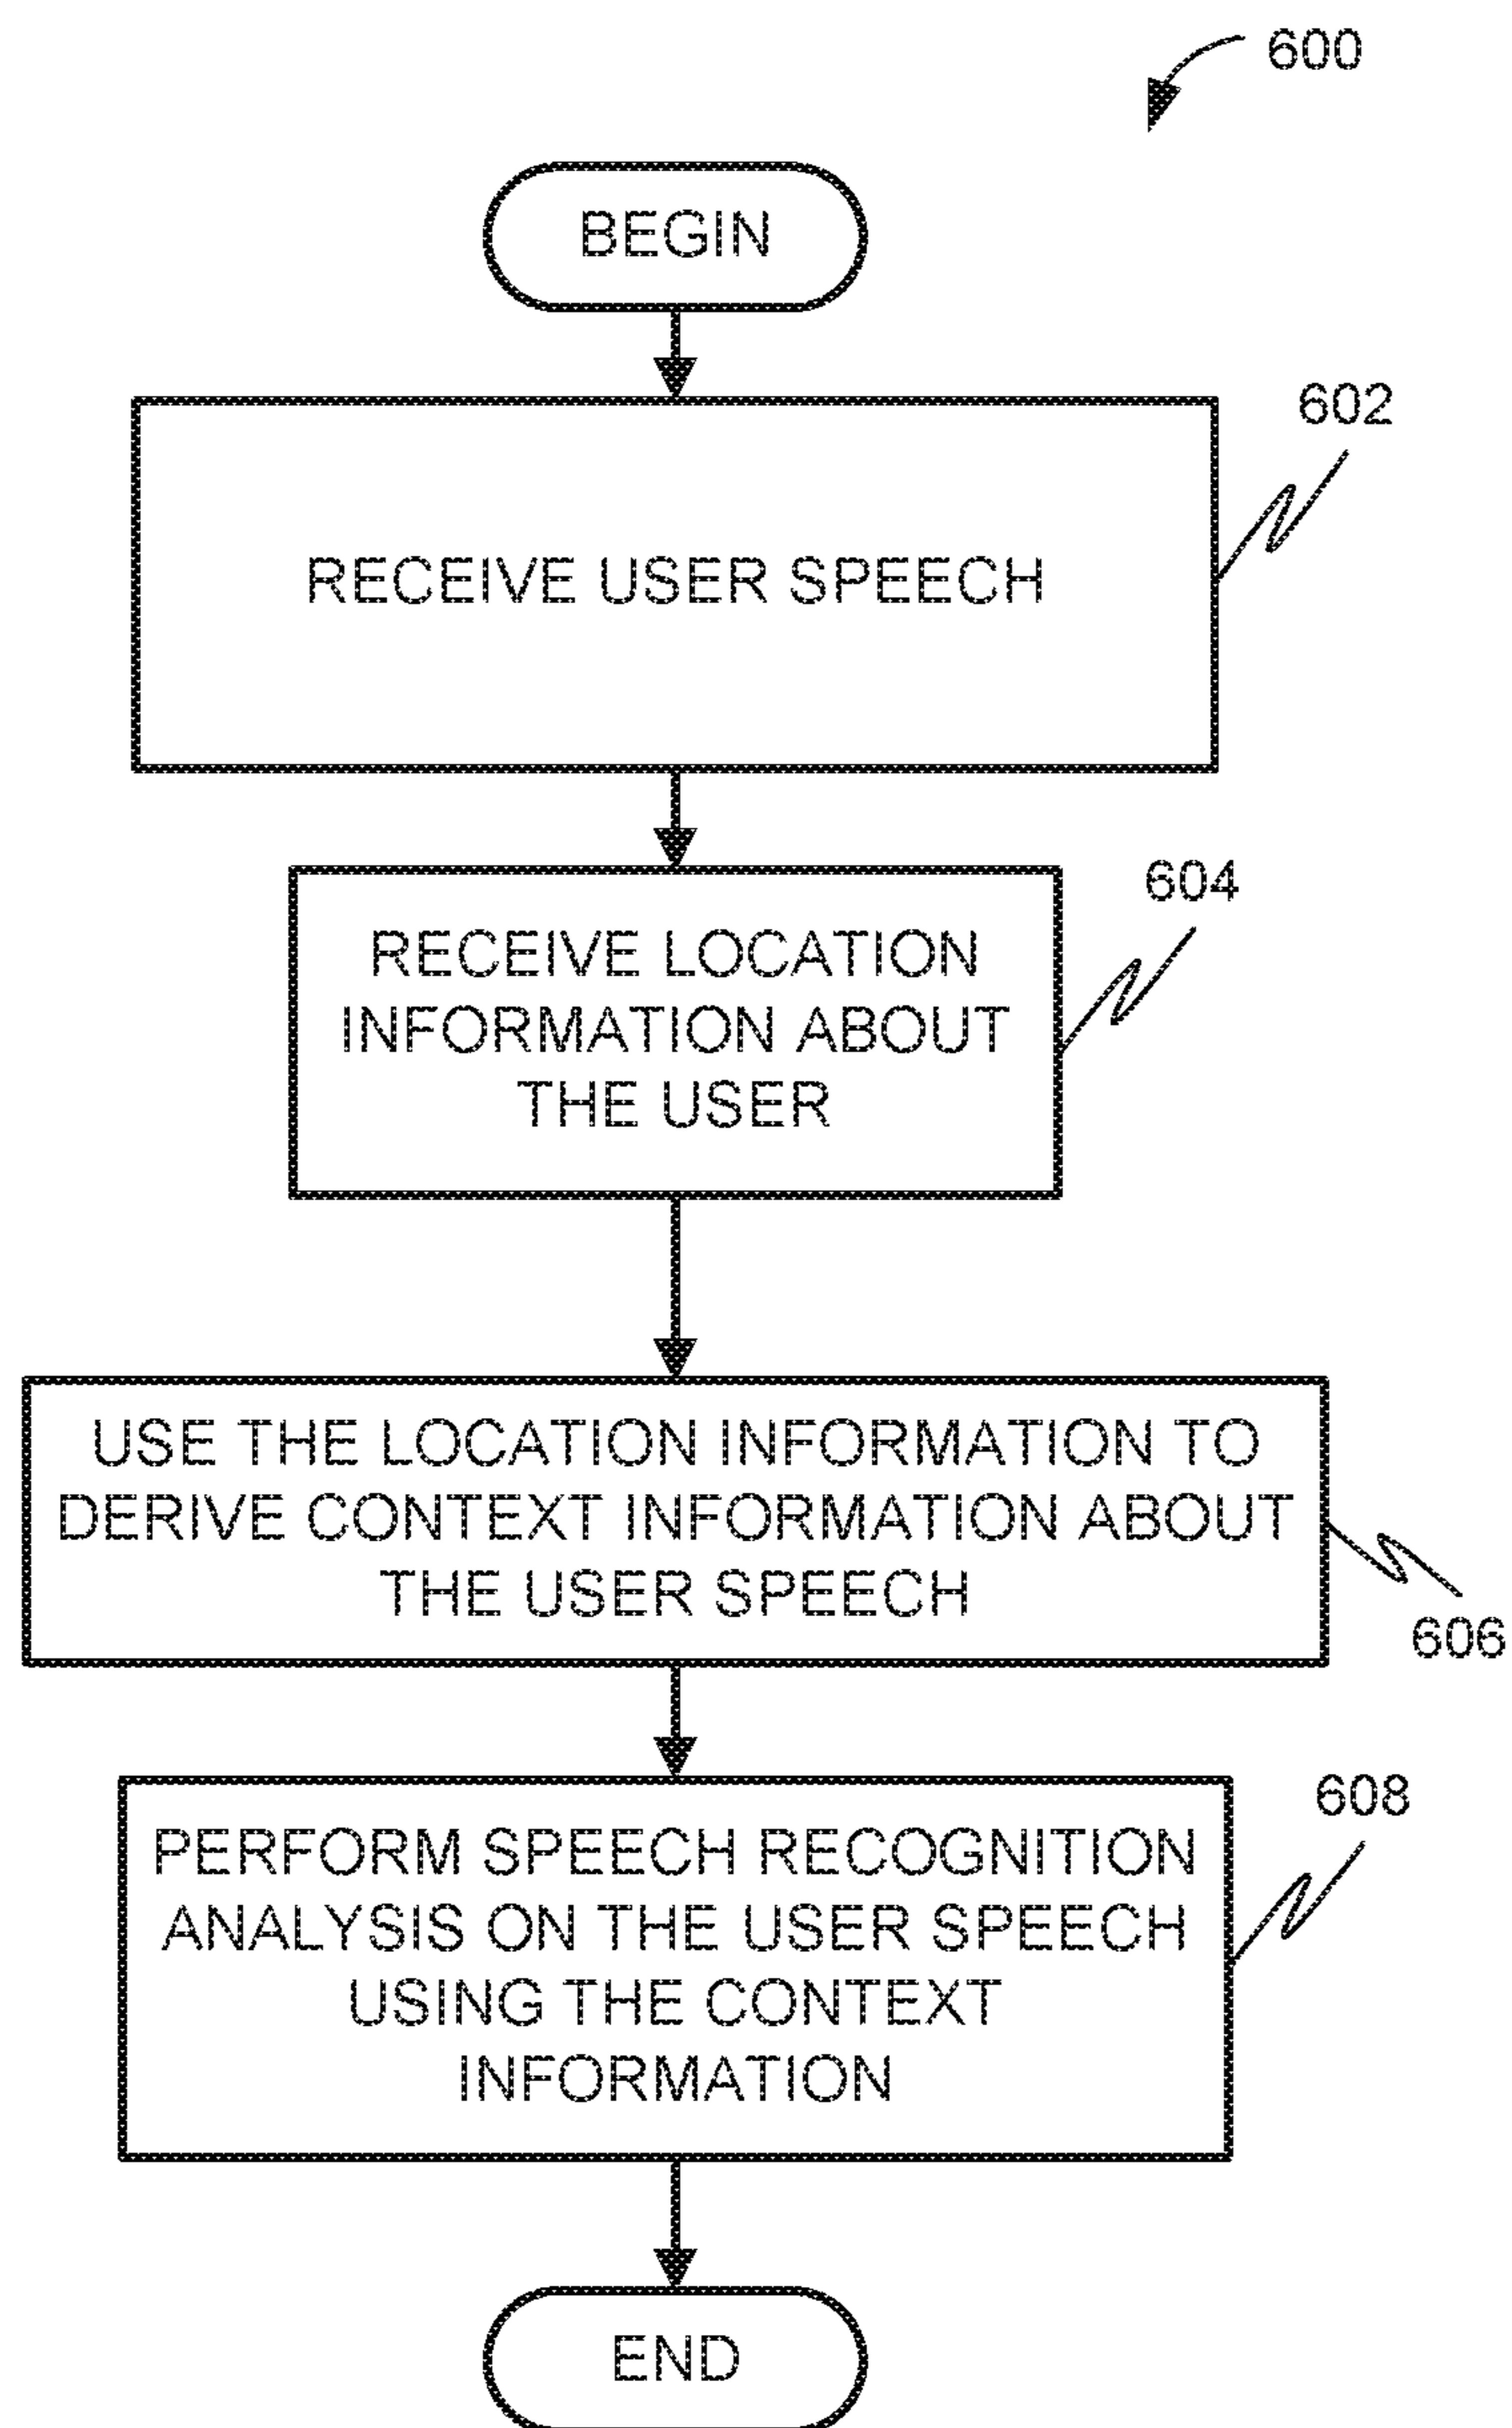 600
BEGIN
602
RECEIVE USER SPEECH
604
RECEIVE LOCATION
INFORMATION ABOUT
THE USER
USE THE LOCATION INFORMATION TO
DERIVE CONTEXT INFORMATION ABOUT
THE USER SPEECH
606
608
PERFORM SPEECH RECOGNITION
ANALYSIS ON THE USER SPEECH
USING THE CONTEXT
INFORMATION
END